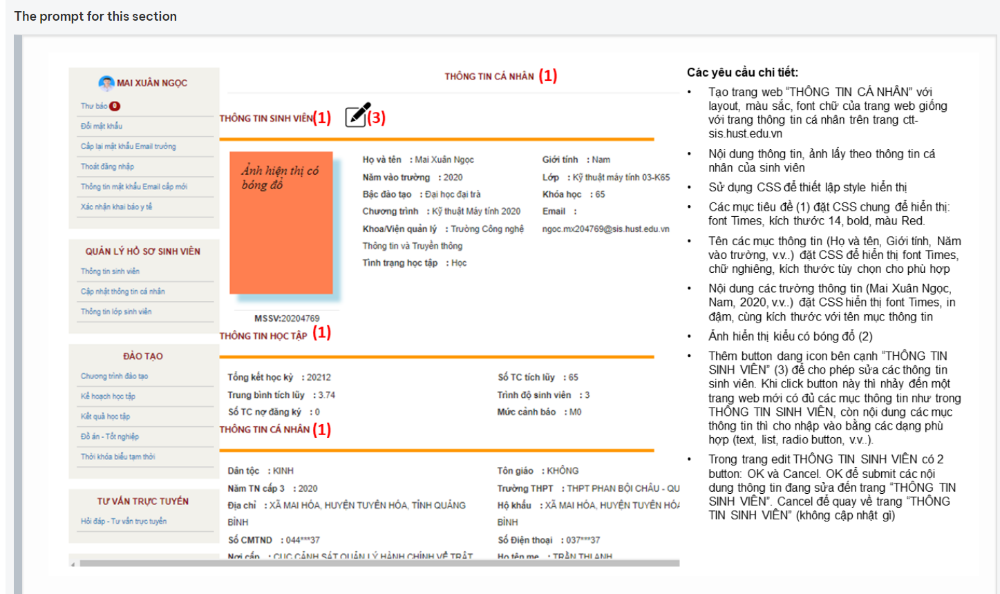 The prompt for this section
MAI XUÂN NGỌC
Thư báo 0
Đổi mật khẩu
Cấp lại mật khẩu Email trường
Thoát đăng nhập
Thông tin mật khẩu Email cấp mới
Xác nhận khai báo y tế
QUẢN LÝ HỒ SƠ SINH VIÊN
Thông tin sinh viên
Cập nhật thông tin cá nhân
Thông tin lớp sinh viên
ĐÀO TẠO
Chương trình đào tạo
Kế hoạch học tập
Kết quả học tập
Đồ án - Tốt nghiệp
Thời khóa biểu tạm thời
TƯ VẤN TRỰC TUYẾN
Hỏi đáp - Tư vấn trực tuyến
THÔNG TIN CÁ NHÂN (1)
THÔNG TIN SINH VIÊN(1) (3)
Ảnh hiện thị có
bóng đổ
MSSV:20204769
Họ và tên : Mai Xuân Ngọc
Năm vào trường : 2020
Bậc đào tạo : Đại học đại trà
Chương trình : Kỹ thuật Máy tính 2020
Khoa/Viện quản lý : Trường Công nghệ
Thông tin và Truyền thông
Tình trạng học tập : Học
Giới tính : Nam
Lớp : Kỹ thuật máy tính 03-K65
Khóa học : 65
Email :
ngoc.mx204769@sis.hust.edu.vn
THÔNG TIN HỌC TẬP (1)
Tổng kết học kỳ : 20212
Trung bình tích lũy : 3.74
Số TC nợ đăng ký : 0
Số TC tích lũy : 65
Trình độ sinh viên : 3
Mức cảnh báo : M0
THÔNG TIN CÁ NHÂN (1)
Dân tộc : KINH
Năm TN cấp 3 : 2020
Địa chỉ : XÃ MAI HÓA, HUYỆN TUYÊN HÓA, TỈNH QUẢNG
BÌNH
Số CMTND : 044***37
Nơi cấp : CỤC CẢNH SÁT QUẢN LÝ HÀNH CHÍNH VỀ TRẬT
Tôn giáo : KHÔNG
Trường THPT : THPT PHAN BỘI CHÂU - QU
Hộ khẩu : XÃ MAI HÓA, HUYỆN TUYÊN HÓA
BÌNH
Số Điện thoại : 037***37
Họ tên mẹ : TRẦN THỊ ANH
Các yêu cầu chi tiết:
• Tạo trang web “THÔNG TIN CÁ NHÂN” với
layout, màu sắc, font chữ của trang web giống
với trang thông tin cá nhân trên trang ctt-
sis.hust.edu.vn
• Nội dung thông tin, ảnh lấy theo thông tin cá
nhân của sinh viên
• Sử dụng CSS để thiết lập style hiển thị
• Các mục tiêu đề (1) đặt CSS chung để hiển thị:
font Times, kích thước 14, bold, màu Red.
• Tên các mục thông tin (Họ và tên, Giới tính, Năm
vào trường, v.v..) đặt CSS để hiển thị font Times,
chữ nghiêng, kích thước tùy chọn cho phù hợp
• Nội dung các trường thông tin (Mai Xuân Ngọc,
Nam, 2020, v.v..) đặt CSS hiển thị font Times, in
đậm, cùng kích thước với tên mục thông tin
• Ảnh hiển thị kiểu có bóng đổ (2)
• Thêm button dang icon bên cạnh “THÔNG TIN
SINH VIÊN” (3) để cho phép sửa các thông tin
sinh viên. Khi click button này thì nhảy đến một
trang web mới có đủ các mục thông tin như trong
THÔNG TIN SINH VIÊN, còn nội dung các mục
thông tin thì cho nhập vào bằng các dạng phù
hợp (text, list, radio button, v.v..).
• Trong trang edit THÔNG TIN SINH VIÊN có 2
button: OK và Cancel. OK để submit các nội
dung thông tin đang sửa đến trang “THÔNG TIN
SINH VIÊN”. Cancel để quay về trang “THÔNG
TIN SINH VIÊN” (không cập nhật gì)